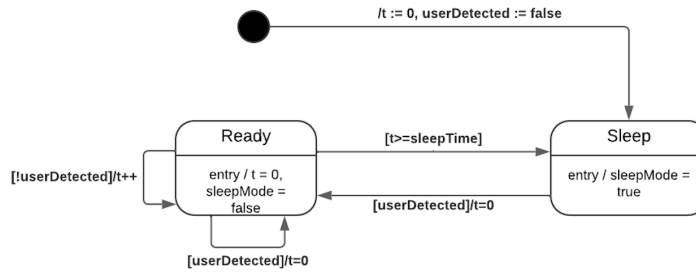 /t := 0, userDetected := false
Ready
[t>=sleepTime]
Sleep
[!userDetected]/t++
entry / t = 0,
sleepMode =
false
entry / sleepMode =
true
[userDetected]/t=0
[userDetected]/t=0